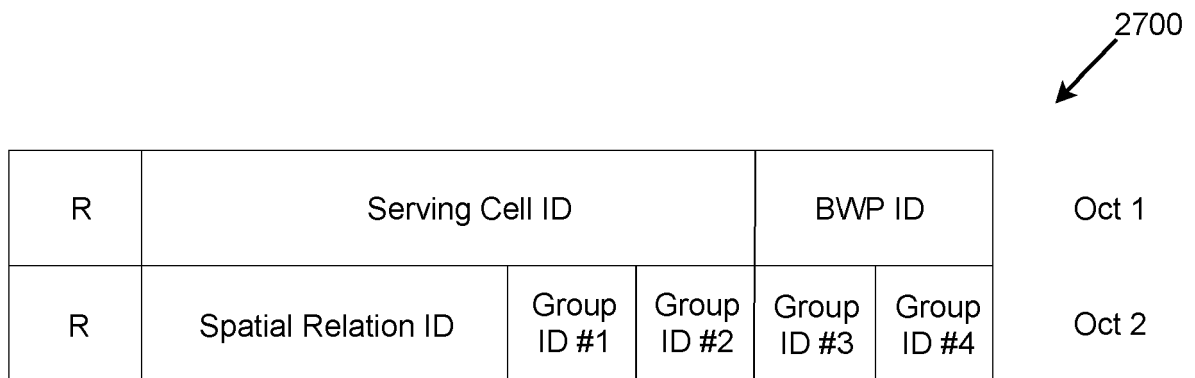 2700
R Serving Cell ID BWP ID Oct 1
R Spatial Relation ID Group ID #1 Group ID #2 Group ID #3 Group ID #4 Oct 2